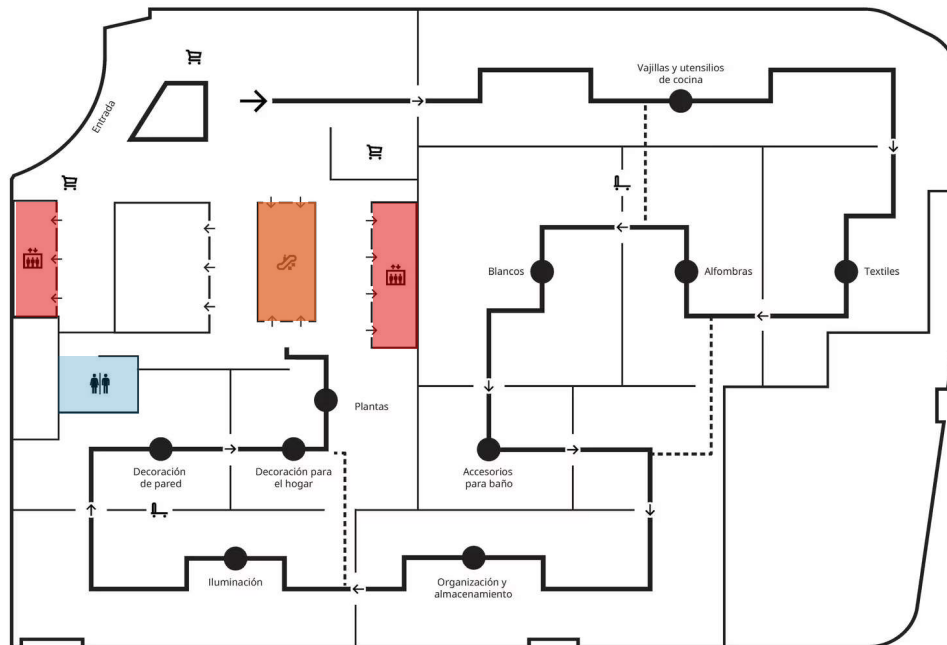 Vajillas y utensilios
de cocina
Entrada
Blancos
Alfombras
Textiles
Plantas
Decoración
de pared
Decoración para
el hogar
Accesorios
para baño
Iluminación
Organización y
almacenamiento